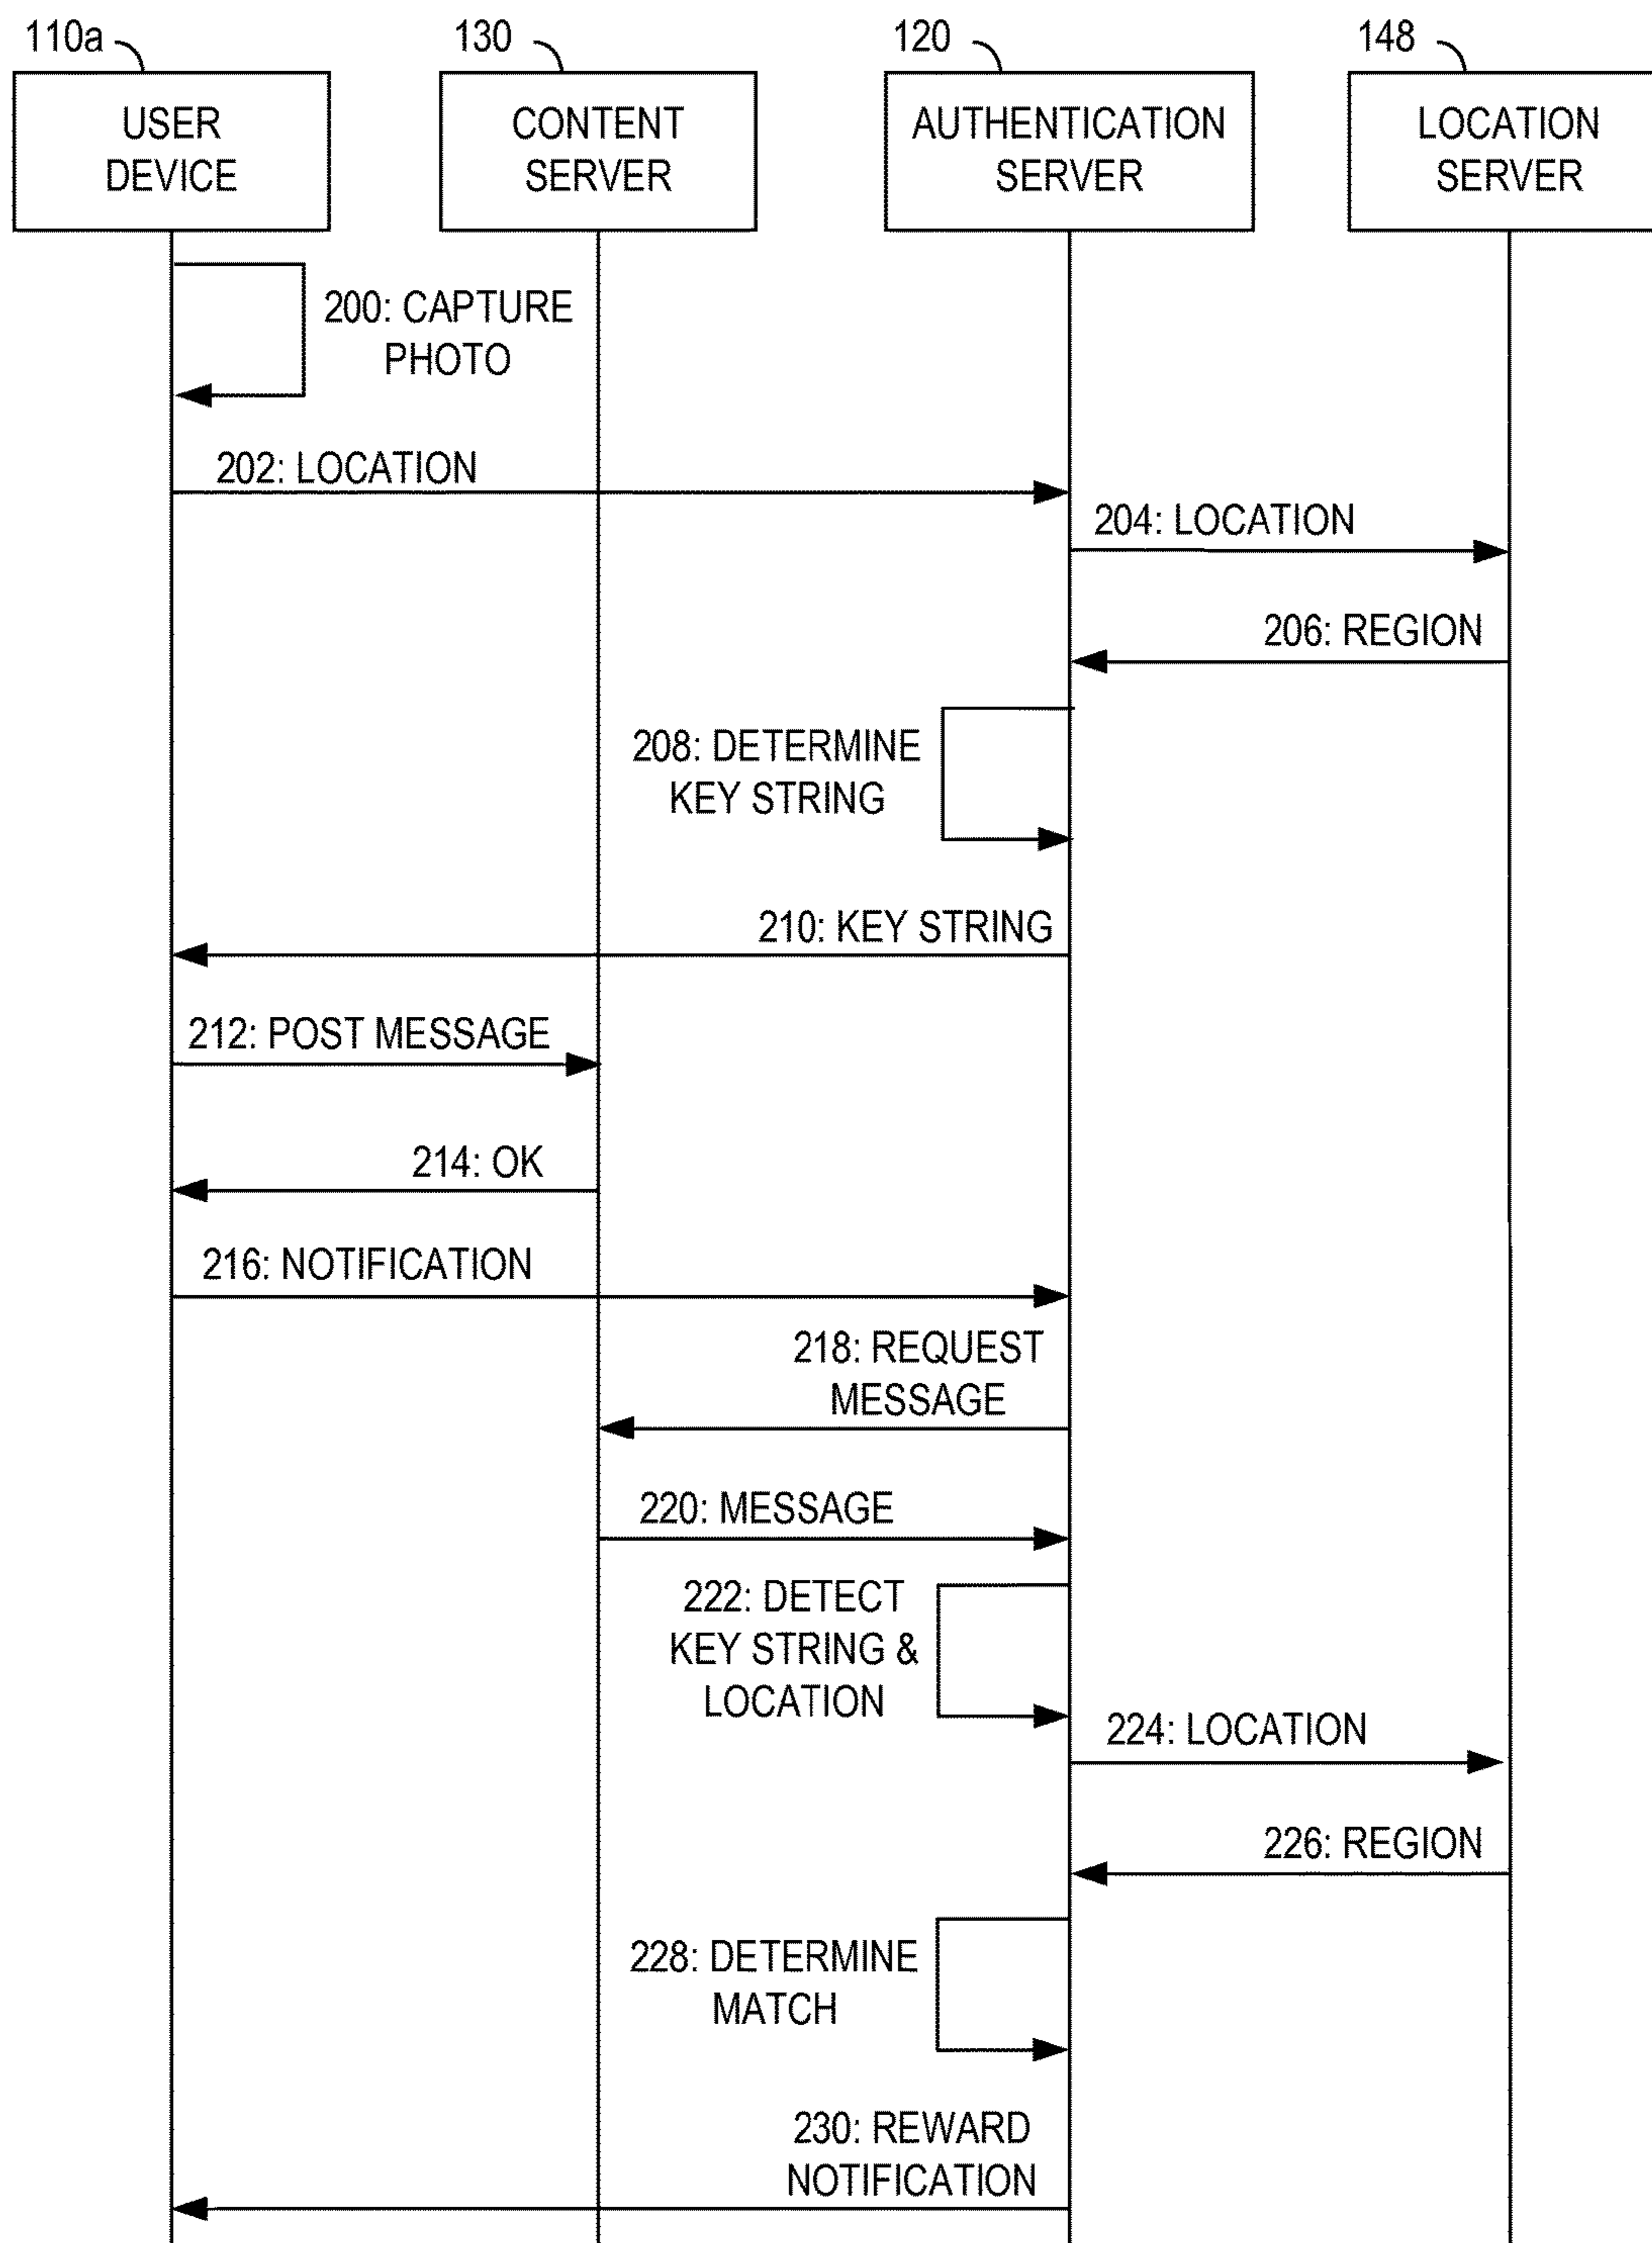 110a
130
120
148
USER
DEVICE
CONTENT
SERVER
AUTHENTICATION
SERVER
LOCATION
SERVER
200: CAPTURE
PHOTO
202: LOCATION
204: LOCATION
206: REGION
208: DETERMINE
KEY STRING
210: KEY STRING
212: POST MESSAGE
214: OK
216: NOTIFICATION
218: REQUEST
MESSAGE
220: MESSAGE
222: DETECT
KEY STRING &
LOCATION
224: LOCATION
226: REGION
228: DETERMINE
MATCH
230: REWARD
NOTIFICATION